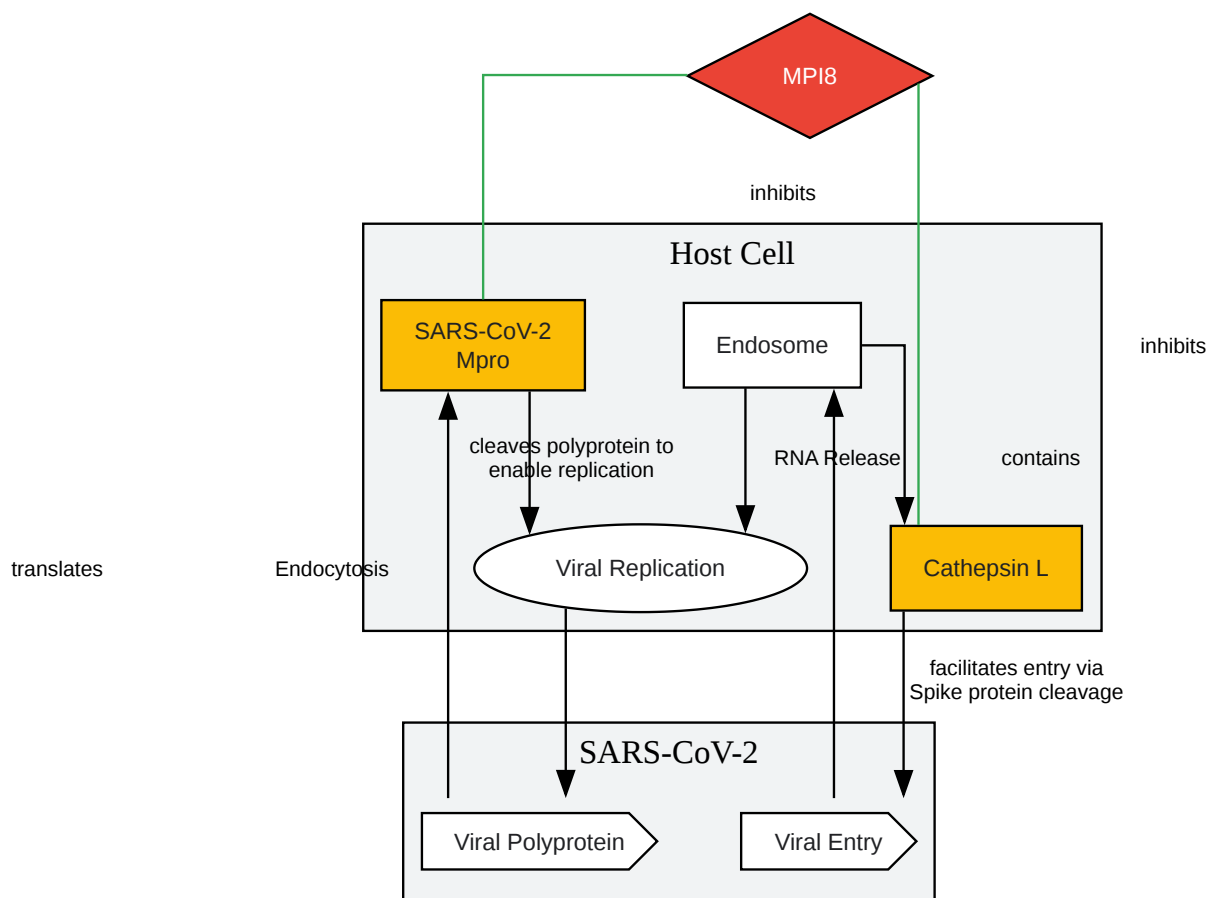 MPI8
inhibits
Host Cell
SARS-CoV-2
Mpro
Endosome
inhibits
cleaves polyprotein to
enable replication
RNA Release
contains
translates
Endocytosis
Viral Replication
Cathepsin L
facilitates entry via
Spike protein cleavage
SARS-CoV-2
Viral Polyprotein
Viral Entry